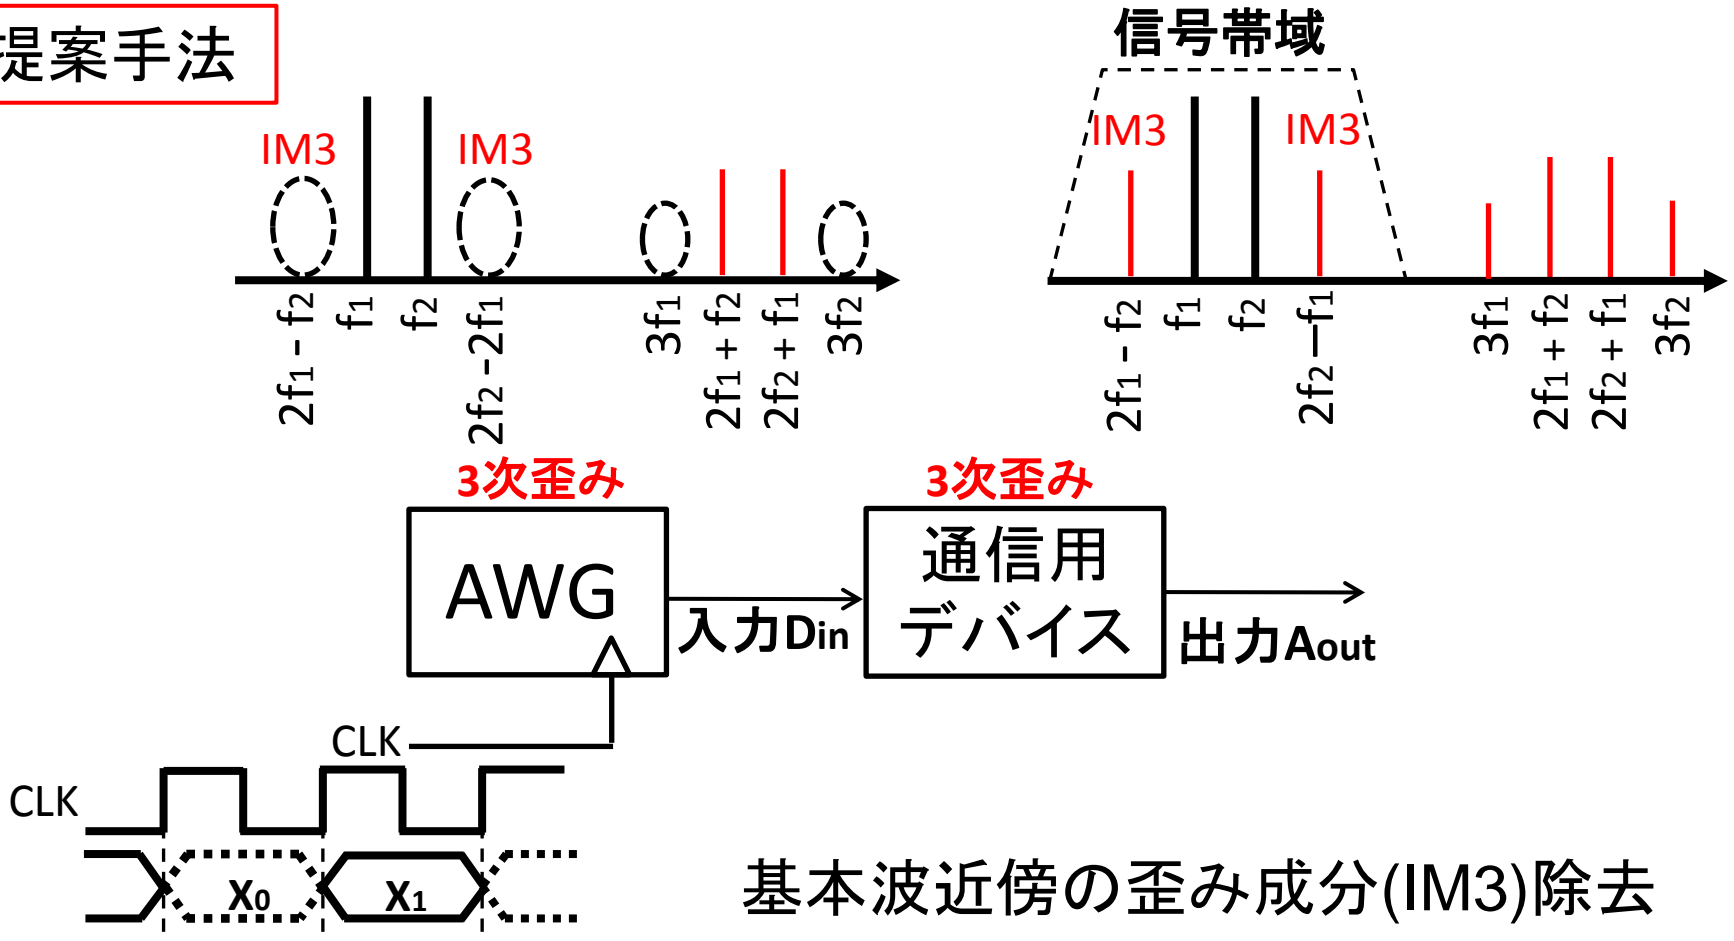 提案手法
信号帯域
IM3
IM3
IM3
IM3
2f1 - f2
f1
f2
2f2 -2f1
3f1
2f1 + f2
2f2 + f1
3f2
2f1 - f2
f1
f2
2f2 —f1
3f1
2f1 + f2
2f2 + f1
3f2
3次歪み
3次歪み
AWG
入力Din
通信用
デバイス
出力Aout
CLK
CLK
X0
X1
基本波近傍の歪み成分(IM3)除去